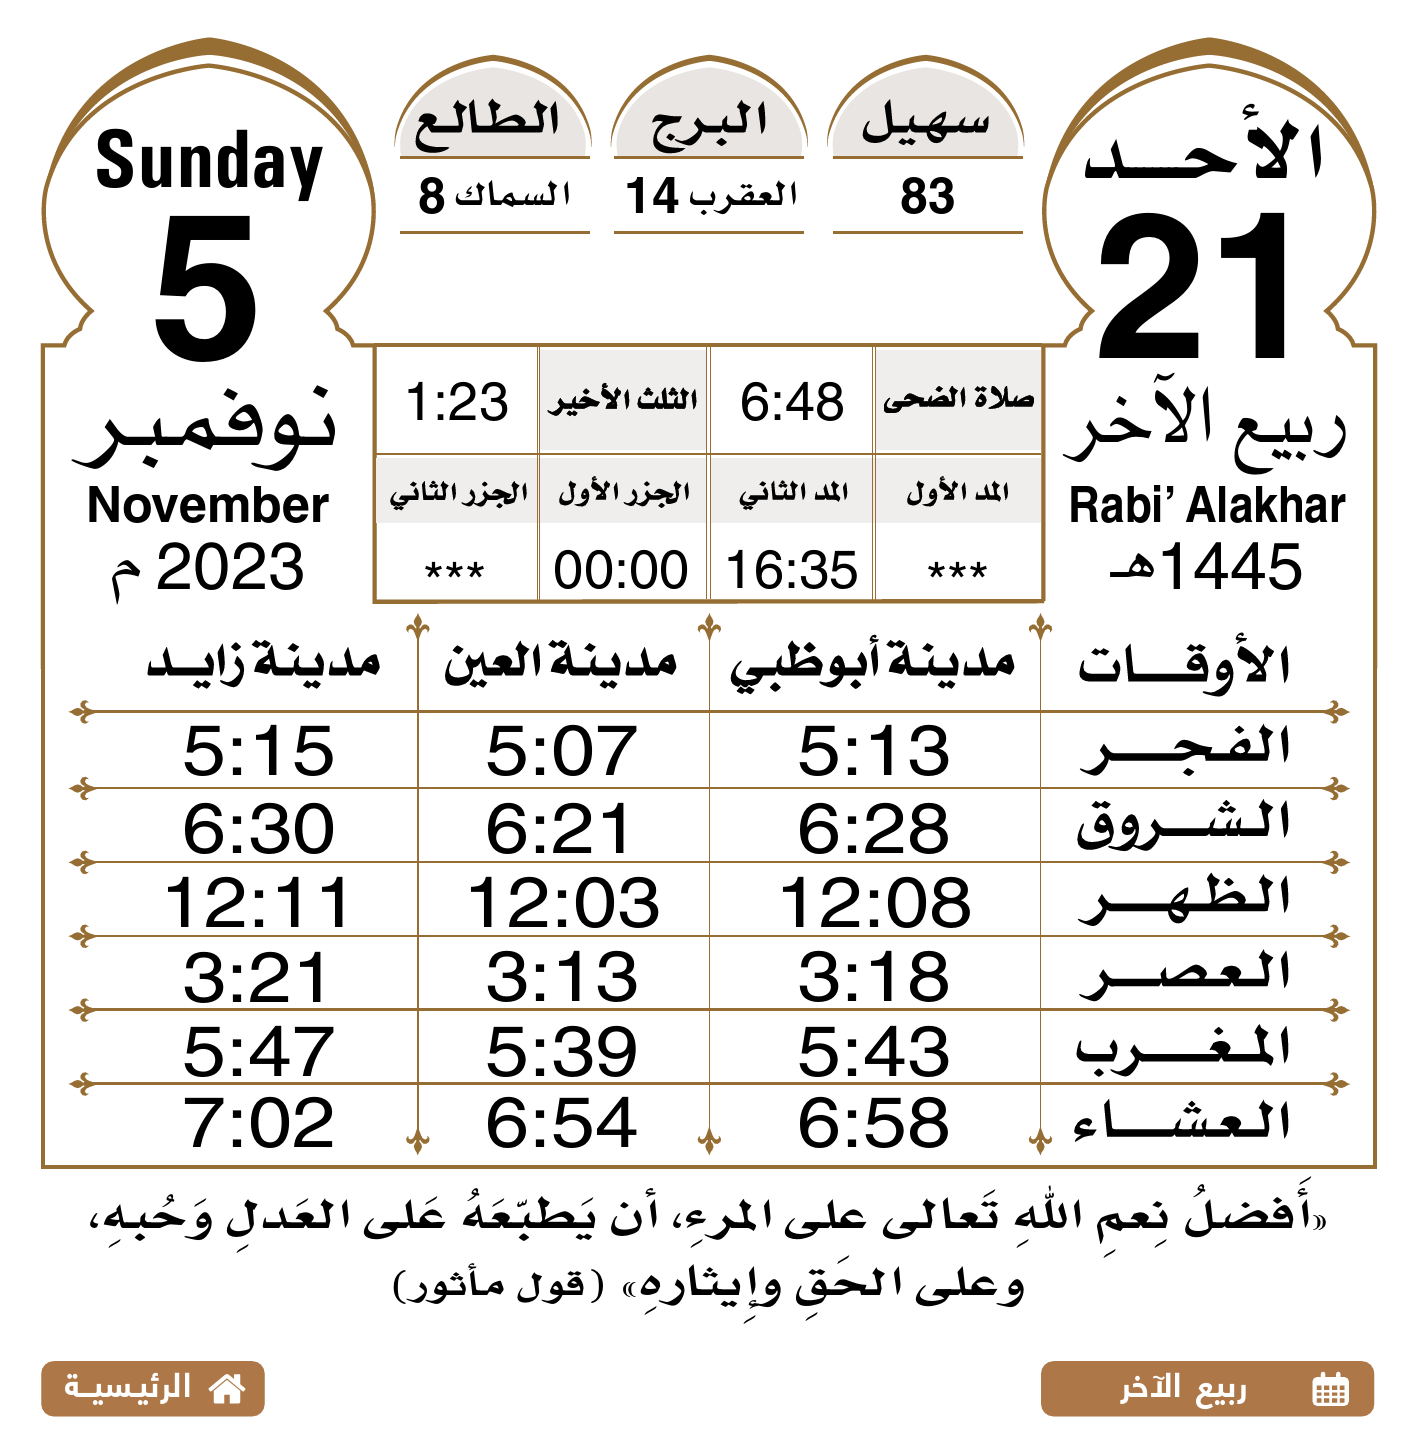 الأحد
21
ربيع الآخر
Rabi’ Alakhar
1445هـ
سهيل
83
البرج
العقرب 14
الطالع
السماك 8
Sunday
5
نوفمبر
November
2023 م
صلاة الضحى 6:48 الثلث الأخير 1:23
المد الأول المد الثاني الجزر الأول الجزر الثاني
*** 16:35 00:00 ***
الأوقات مدينة أبوظبي مدينة العين مدينة زايد
الفجر 5:13 5:07 5:15
الشروق 6:28 6:21 6:30
الظهر 12:08 12:03 12:11
العصر 3:18 3:13 3:21
المغرب 5:43 5:39 5:47
العشاء 6:58 6:54 7:02
«أَفضلُ نِعمِ اللهِ تَعالى على المرءِ، أن يَطبّعَهُ عَلى العَدلِ وَحُبهِ،
وعلى الحَقِ وإِيثارهِ» (قول مأثور)
ربيع الآخر
الرئيسية